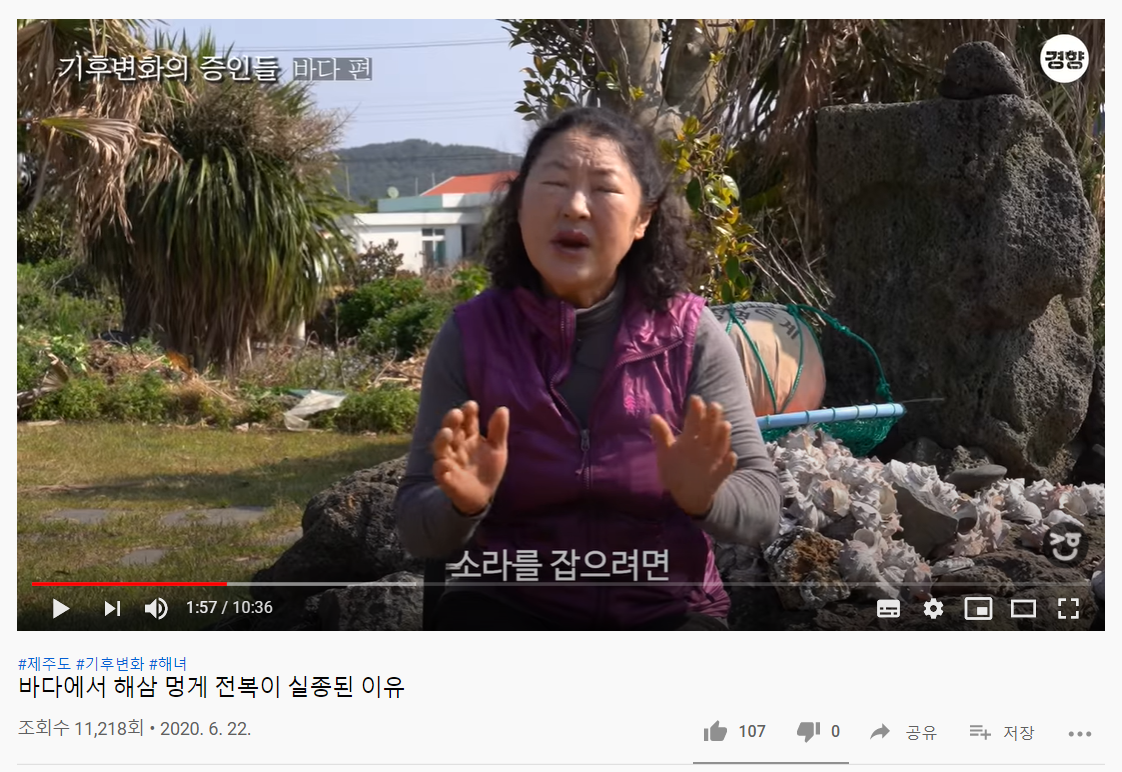 기후변화의 증인들 바다 편
경향
소라를 잡으려면
1:57 / 10:36
#제주도 #기후변화 #해녀
바다에서 해삼 멍게 전복이 실종된 이유
조회수 11,218회 • 2020. 6. 22.
107
0
공유
저장